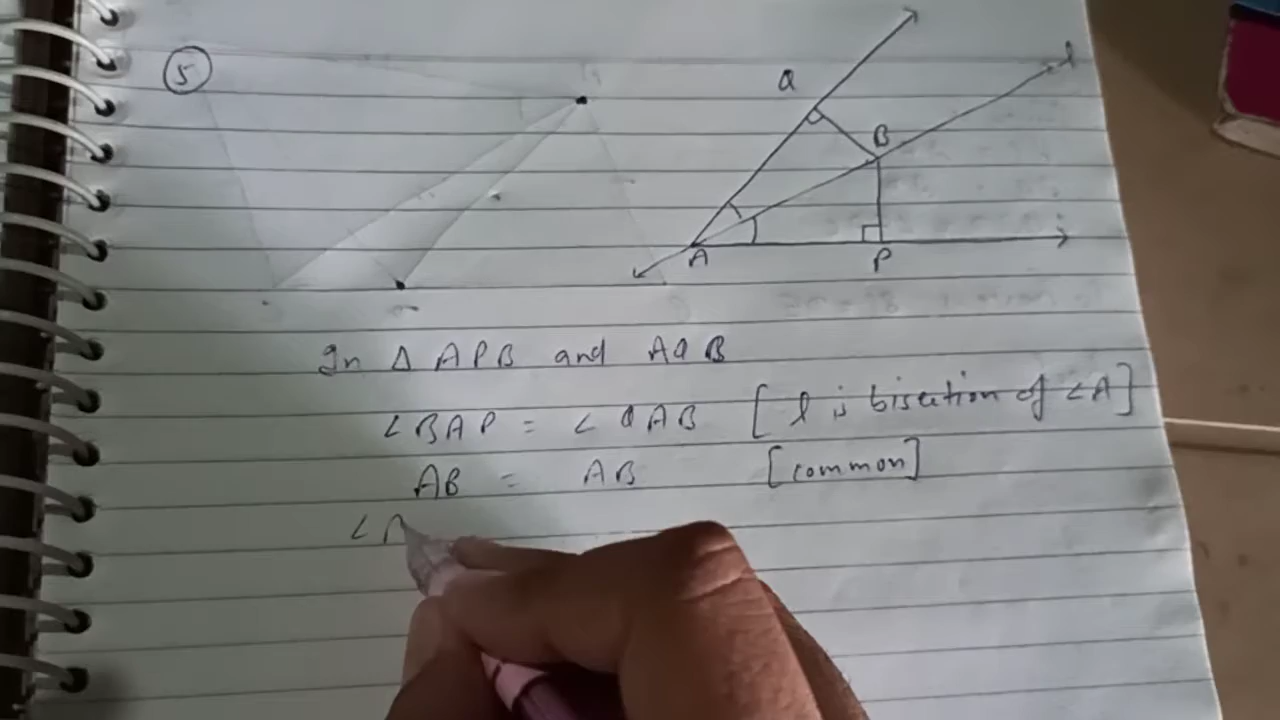 5
Q
l
B
A
P
In Δ APB and AQB
∠BAP = ∠QAB [l is bisection of ∠A]
AB = AB [common]
∠A